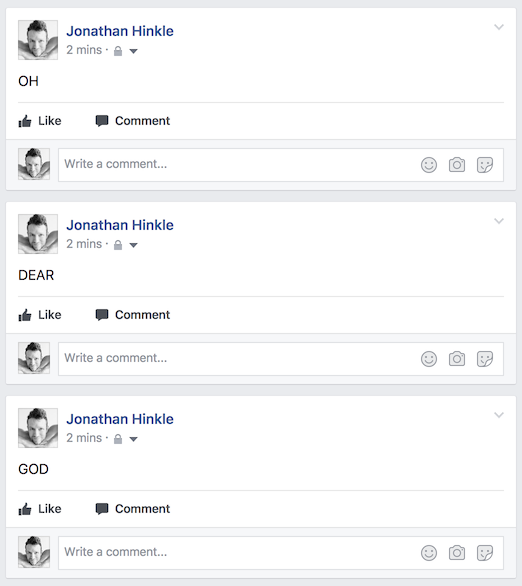 Jonathan Hinkle
2 mins ·
OH
Like Comment
Write a comment...
Jonathan Hinkle
2 mins ·
DEAR
Like Comment
Write a comment...
Jonathan Hinkle
2 mins ·
GOD
Like Comment
Write a comment...